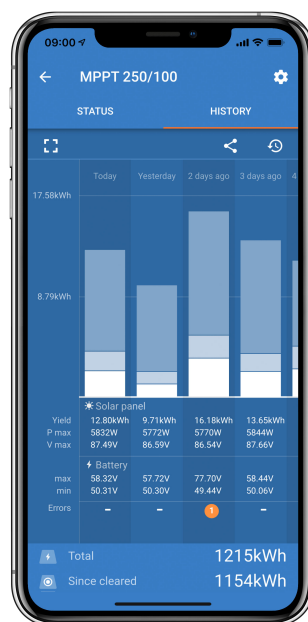 09:00
MPPT 250/100
STATUS HISTORY
Today Yesterday 2 days ago 3 days ago 4
17.58kWh
8.79kWh
Solar panel
Yield 12.80kWh 9.71kWh 16.18kWh 13.65kWh
P max 5832W 5772W 5770W 5844W
V max 87.49V 86.59V 86.54V 87.66V
Battery
max 58.32V 57.72V 77.70V 58.44V
min 50.31V 50.30V 49.44V 50.06V
Errors – – 1 –
Total 1215kWh
Since cleared 1154kWh